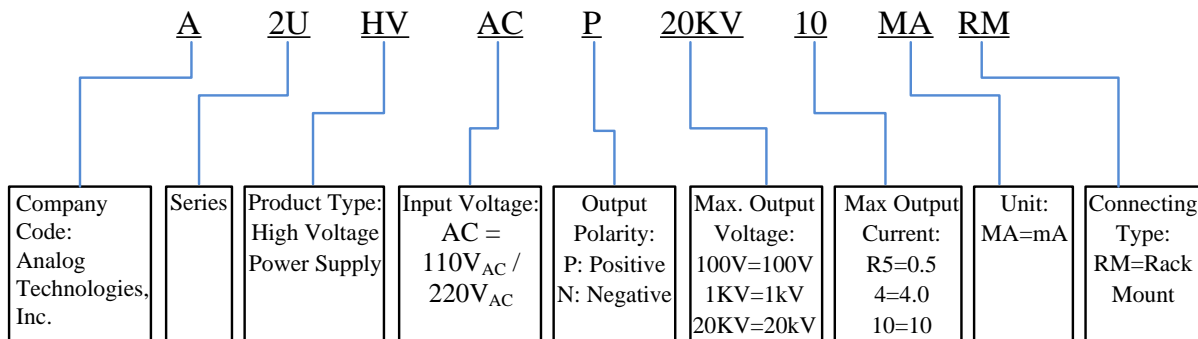 A 2U HV AC P 20KV 10 MA RM
Company
Code:
Analog
Technologies,
Inc.
Series
Product Type:
High Voltage
Power Supply
Input Voltage:
AC =
110V_AC /
220V_AC
Output
Polarity:
P: Positive
N: Negative
Max. Output
Voltage:
100V=100V
1KV=1kV
20KV=20kV
Max Output
Current:
R5=0.5
4=4.0
10=10
Unit:
MA=mA
Connecting
Type:
RM=Rack
Mount